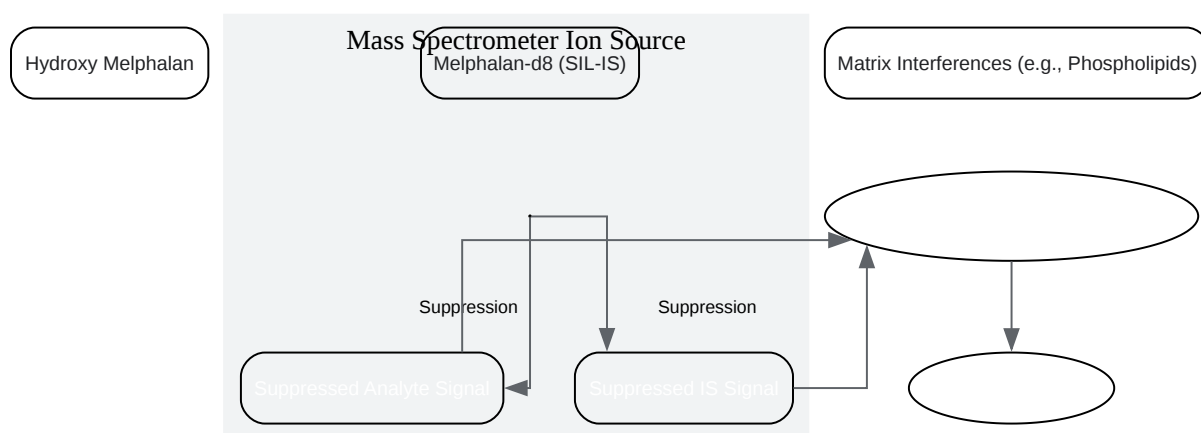 Mass Spectrometer Ion Source
Hydroxy Melphalan
Melphalan-d8 (SIL-IS)
Matrix Interferences (e.g., Phospholipids)
Suppression
Suppression
Suppressed Analyte Signal
Suppressed IS Signal